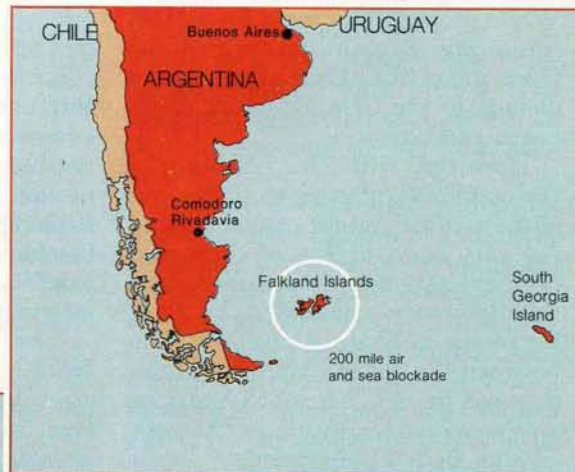 CHILE
URUGUAY
Buenos Aires
ARGENTINA
Comodoro
Rivadavia
Falkland Islands
South
Georgia
Island
200 mile air
and sea blockade